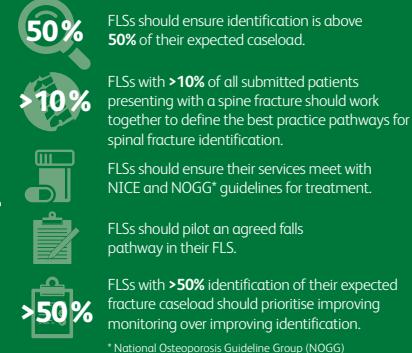 50%
FLSs should ensure identification is above
50% of their expected caseload.
>10%
FLSs with >10% of all submitted patients
presenting with a spine fracture should work
together to define the best practice pathways for
spinal fracture identification.
FLSs should ensure their services meet with
NICE and NOGG* guidelines for treatment.
FLSs should pilot an agreed falls
pathway in their FLS.
>50%
FLSs with >50% identification of their expected
fracture caseload should prioritise improving
monitoring over improving identification.
* National Osteoporosis Guideline Group (NOGG)